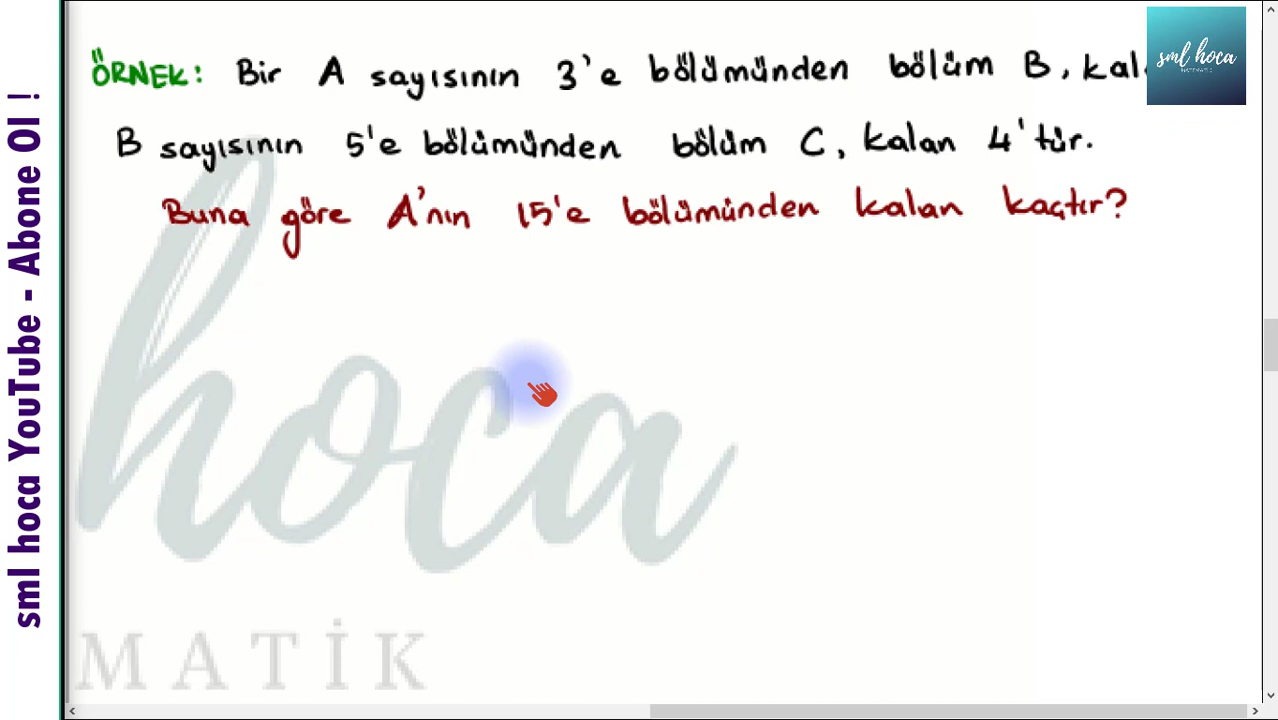 sml hoca YouTube - Abone Ol !
ÖRNEK: Bir A sayısının 3'e bölümünden bölüm B,
sml hoca
MATEMATİK
B sayısının 5'e bölümünden bölüm C, kalan 4'tür.
Buna göre A'nın 15'e bölümünden kalan kaçtır?
hoca
MATİK